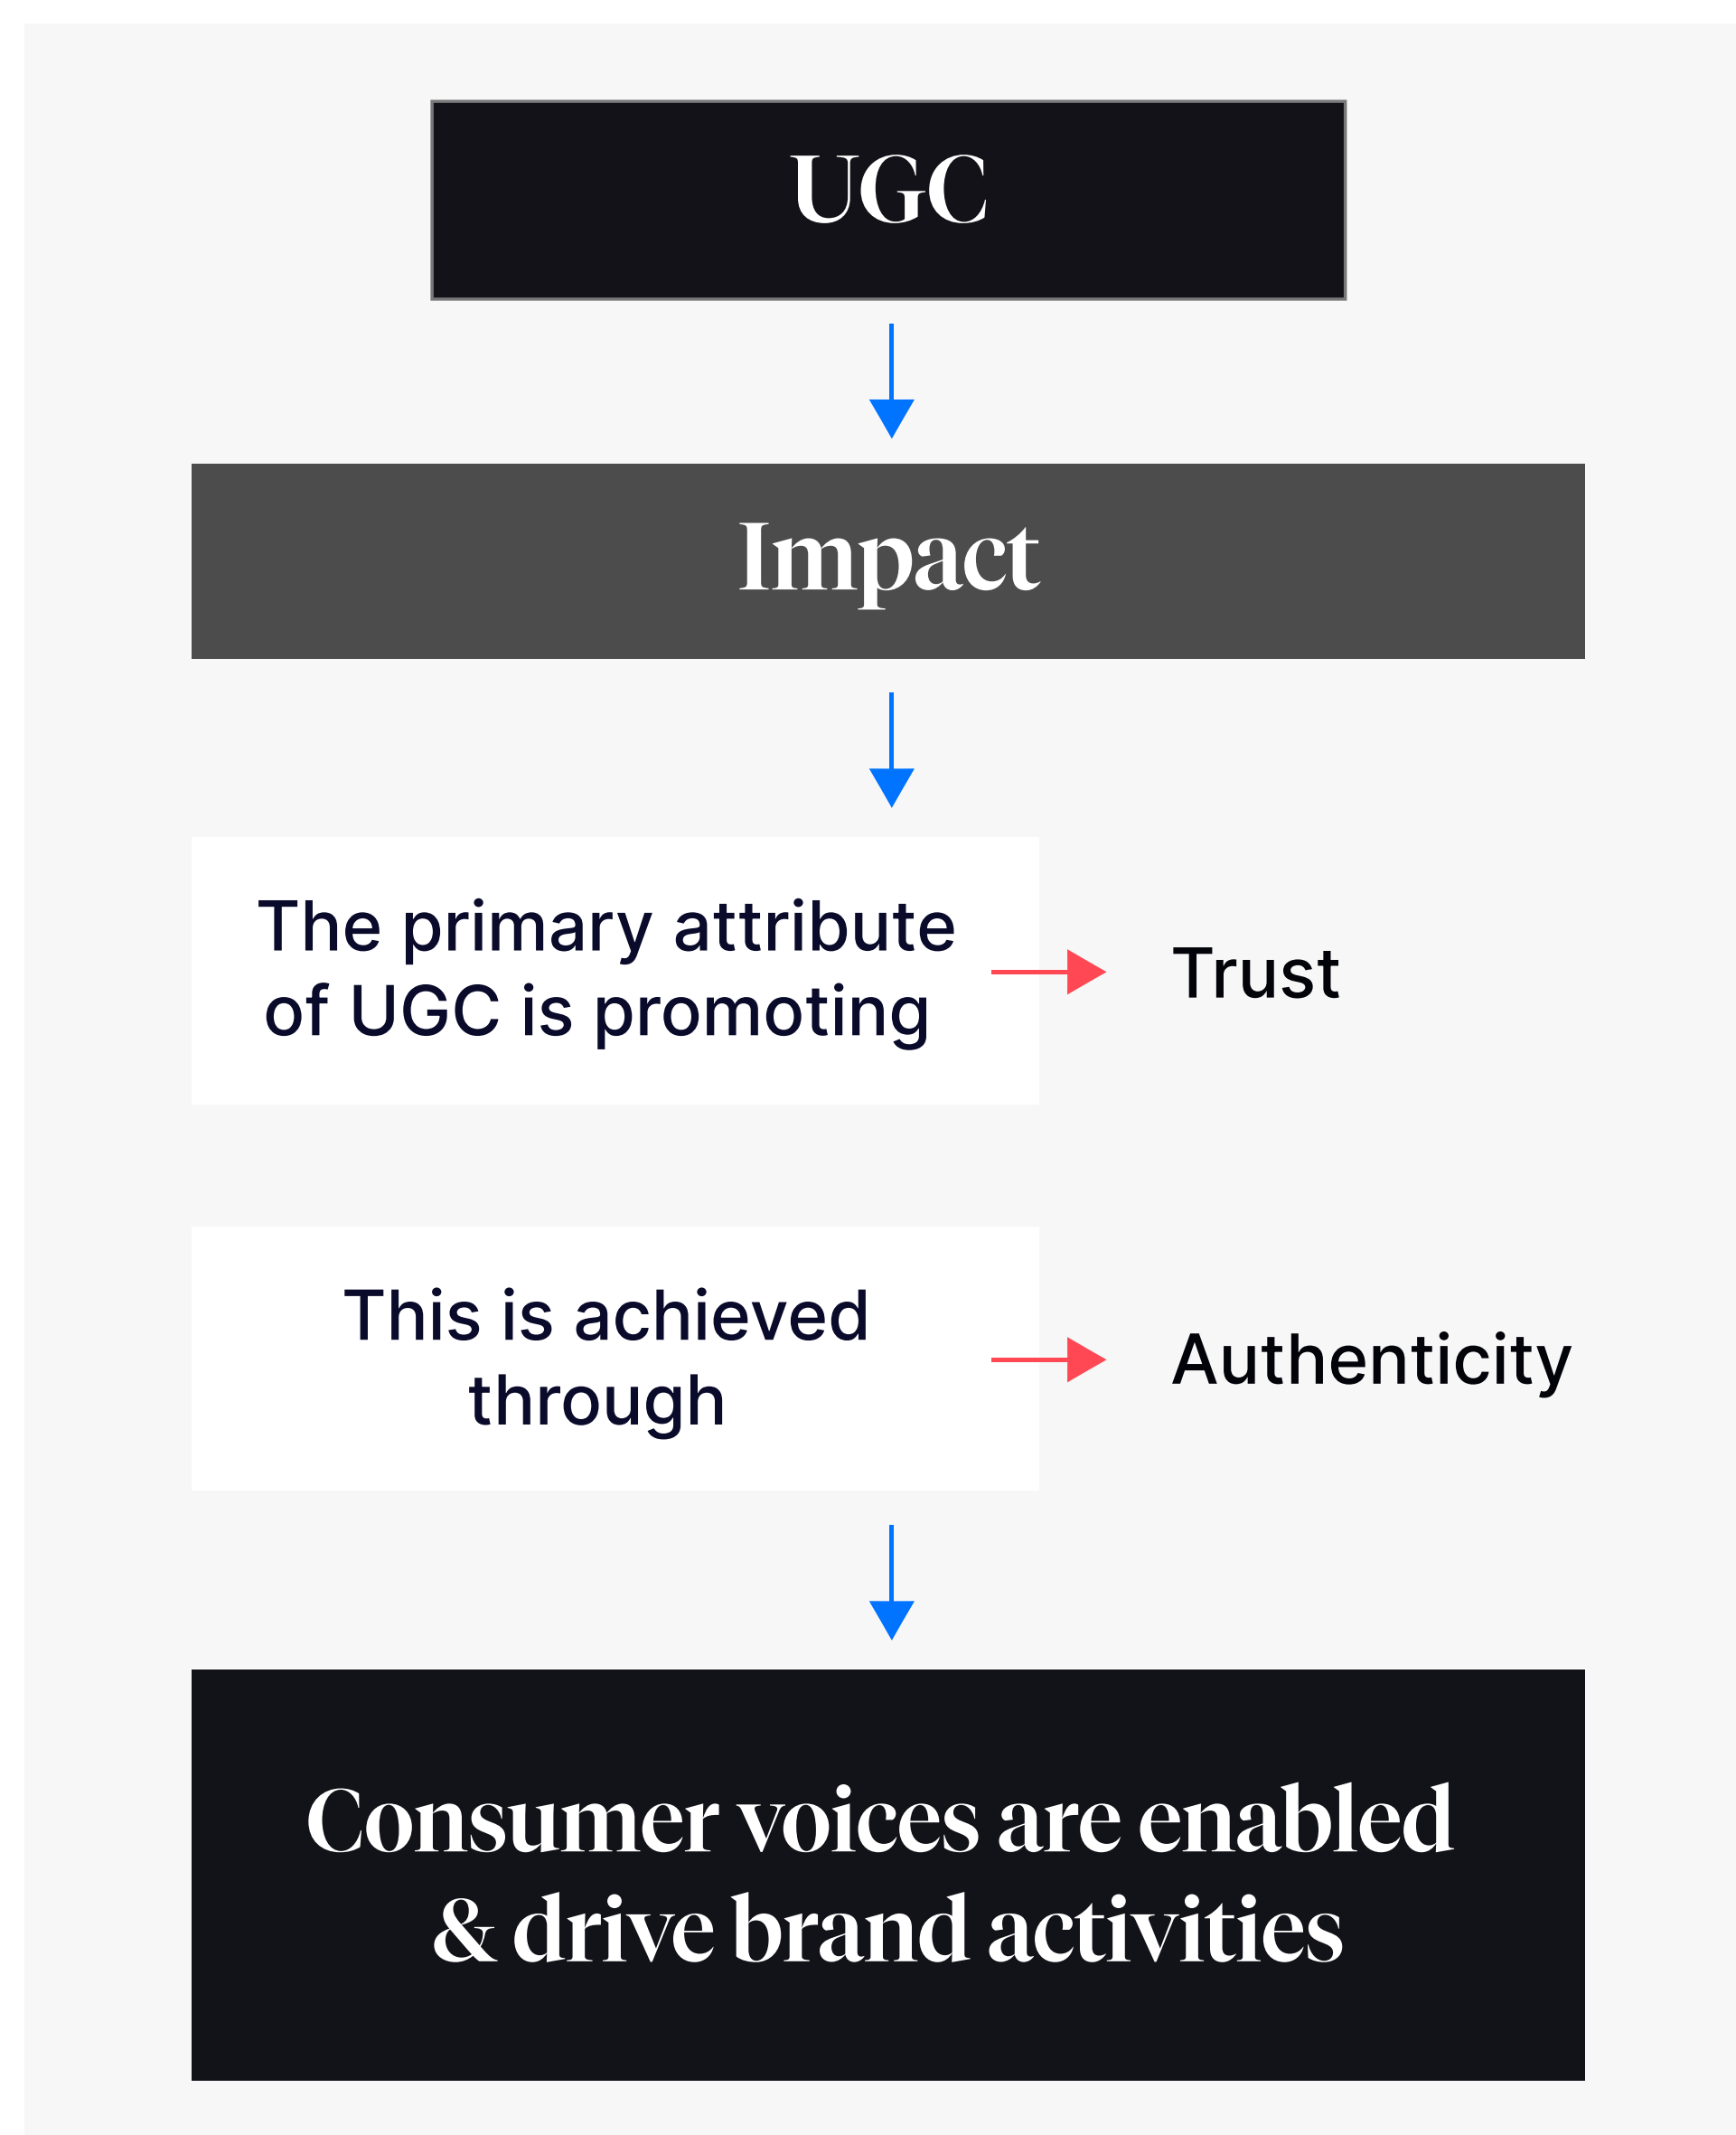 UGC
Impact
The primary attribute
of UGC is promoting
Trust
This is achieved
through
Authenticity
Consumer voices are enabled
& drive brand activities